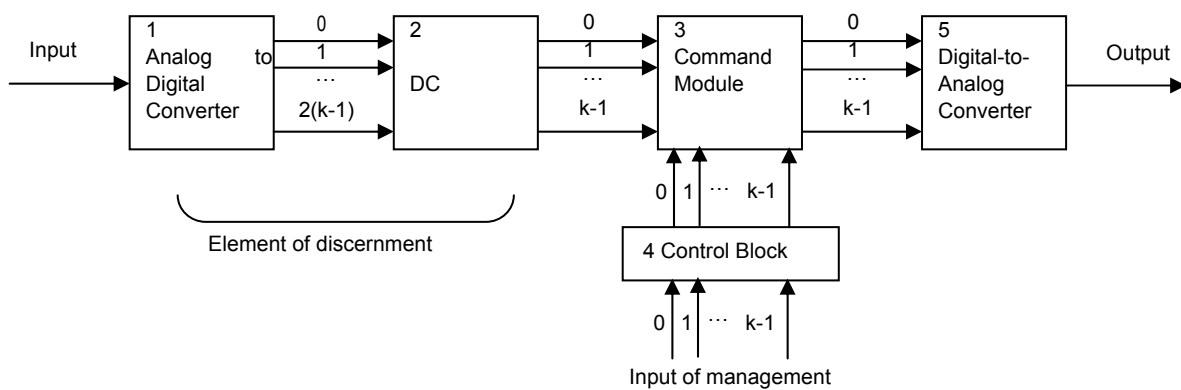 Input
1
Analog to
Digital
Converter
0
1
...
2(k-1)
2
DC
0
1
...
k-1
3
Command
Module
0
1
...
k-1
5
Digital-to-
Analog
Converter
Output
Element of discernment
0 1 ... k-1
4 Control Block
0 1 ... k-1
Input of management